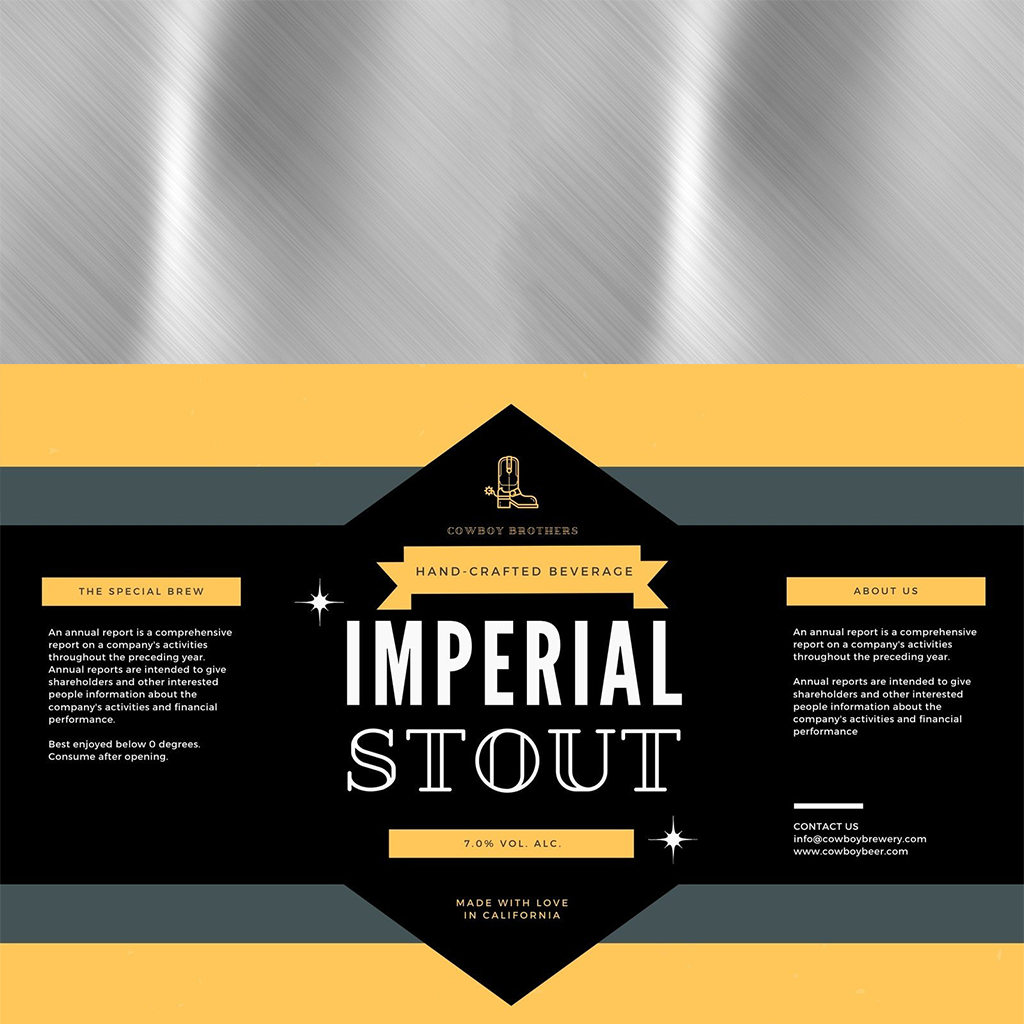 COWBOY BROTHERS
HAND-CRAFTED BEVERAGE
IMPERIAL
STOUT
7.0% VOL. ALC.
MADE WITH LOVE
IN CALIFORNIA
THE SPECIAL BREW
An annual report is a comprehensive
report on a company's activities
throughout the preceding year.
Annual reports are intended to give
shareholders and other interested
people information about the
company's activities and financial
performance.
Best enjoyed below 0 degrees.
Consume after opening.
ABOUT US
An annual report is a comprehensive
report on a company's activities
throughout the preceding year.
Annual reports are intended to give
shareholders and other interested
people information about the
company's activities and financial
performance
CONTACT US
info@cowboybrewery.com
www.cowboybeer.com